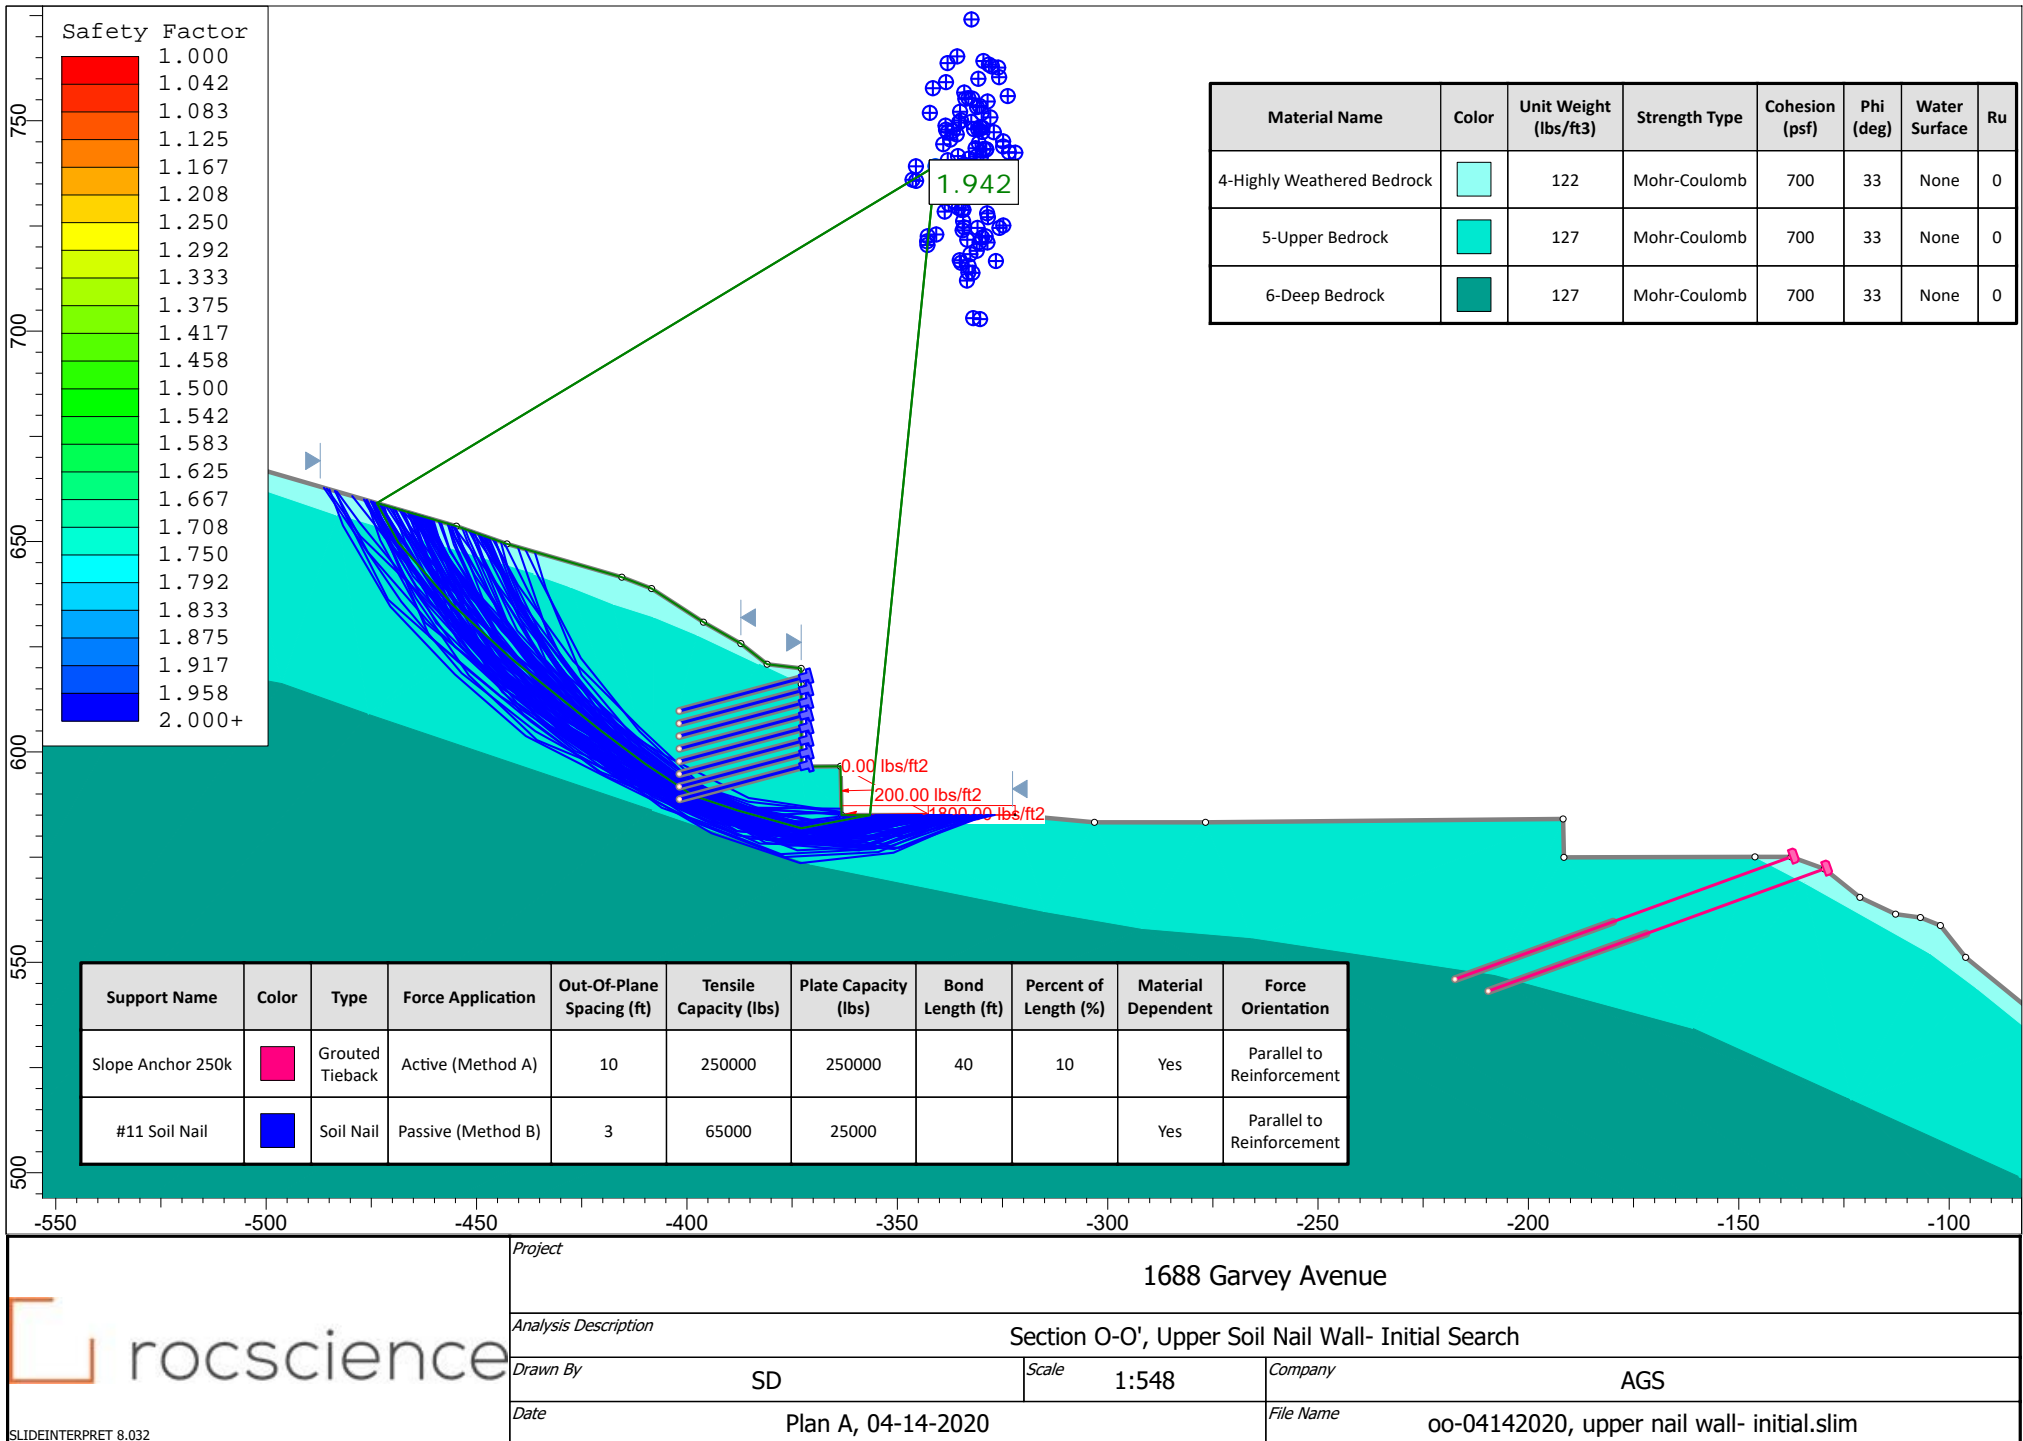 Safety Factor
1.000
1.042
1.083
1.125
1.167
1.208
1.250
1.292
1.333
1.375
1.417
1.458
1.500
1.542
1.583
1.625
1.667
1.708
1.750
1.792
1.833
1.875
1.917
1.958
2.000+
1.942
Material Name Color Unit Weight (lbs/ft3) Strength Type Cohesion (psf) Phi (deg) Water Surface Ru
4-Highly Weathered Bedrock 122 Mohr-Coulomb 700 33 None 0
5-Upper Bedrock 127 Mohr-Coulomb 700 33 None 0
6-Deep Bedrock 127 Mohr-Coulomb 700 33 None 0
750
700
650
600
550
500
0.00 lbs/ft2
200.00 lbs/ft2
1800.00 lbs/ft2
Support Name Color Type Force Application Out-Of-Plane Spacing (ft) Tensile Capacity (lbs) Plate Capacity (lbs) Bond Length (ft) Percent of Length (%) Material Dependent Force Orientation
Slope Anchor 250k Grouted Tieback Active (Method A) 10 250000 250000 40 10 Yes Parallel to Reinforcement
#11 Soil Nail Soil Nail Passive (Method B) 3 65000 25000 Yes Parallel to Reinforcement
-550 -500 -450 -400 -350 -300 -250 -200 -150 -100
rocscience
SLIDEINTERPRET 8.032
Project
1688 Garvey Avenue
Analysis Description
Section O-O', Upper Soil Nail Wall- Initial Search
Drawn By SD Scale 1:548 Company AGS
Date Plan A, 04-14-2020 File Name oo-04142020, upper nail wall- initial.slim